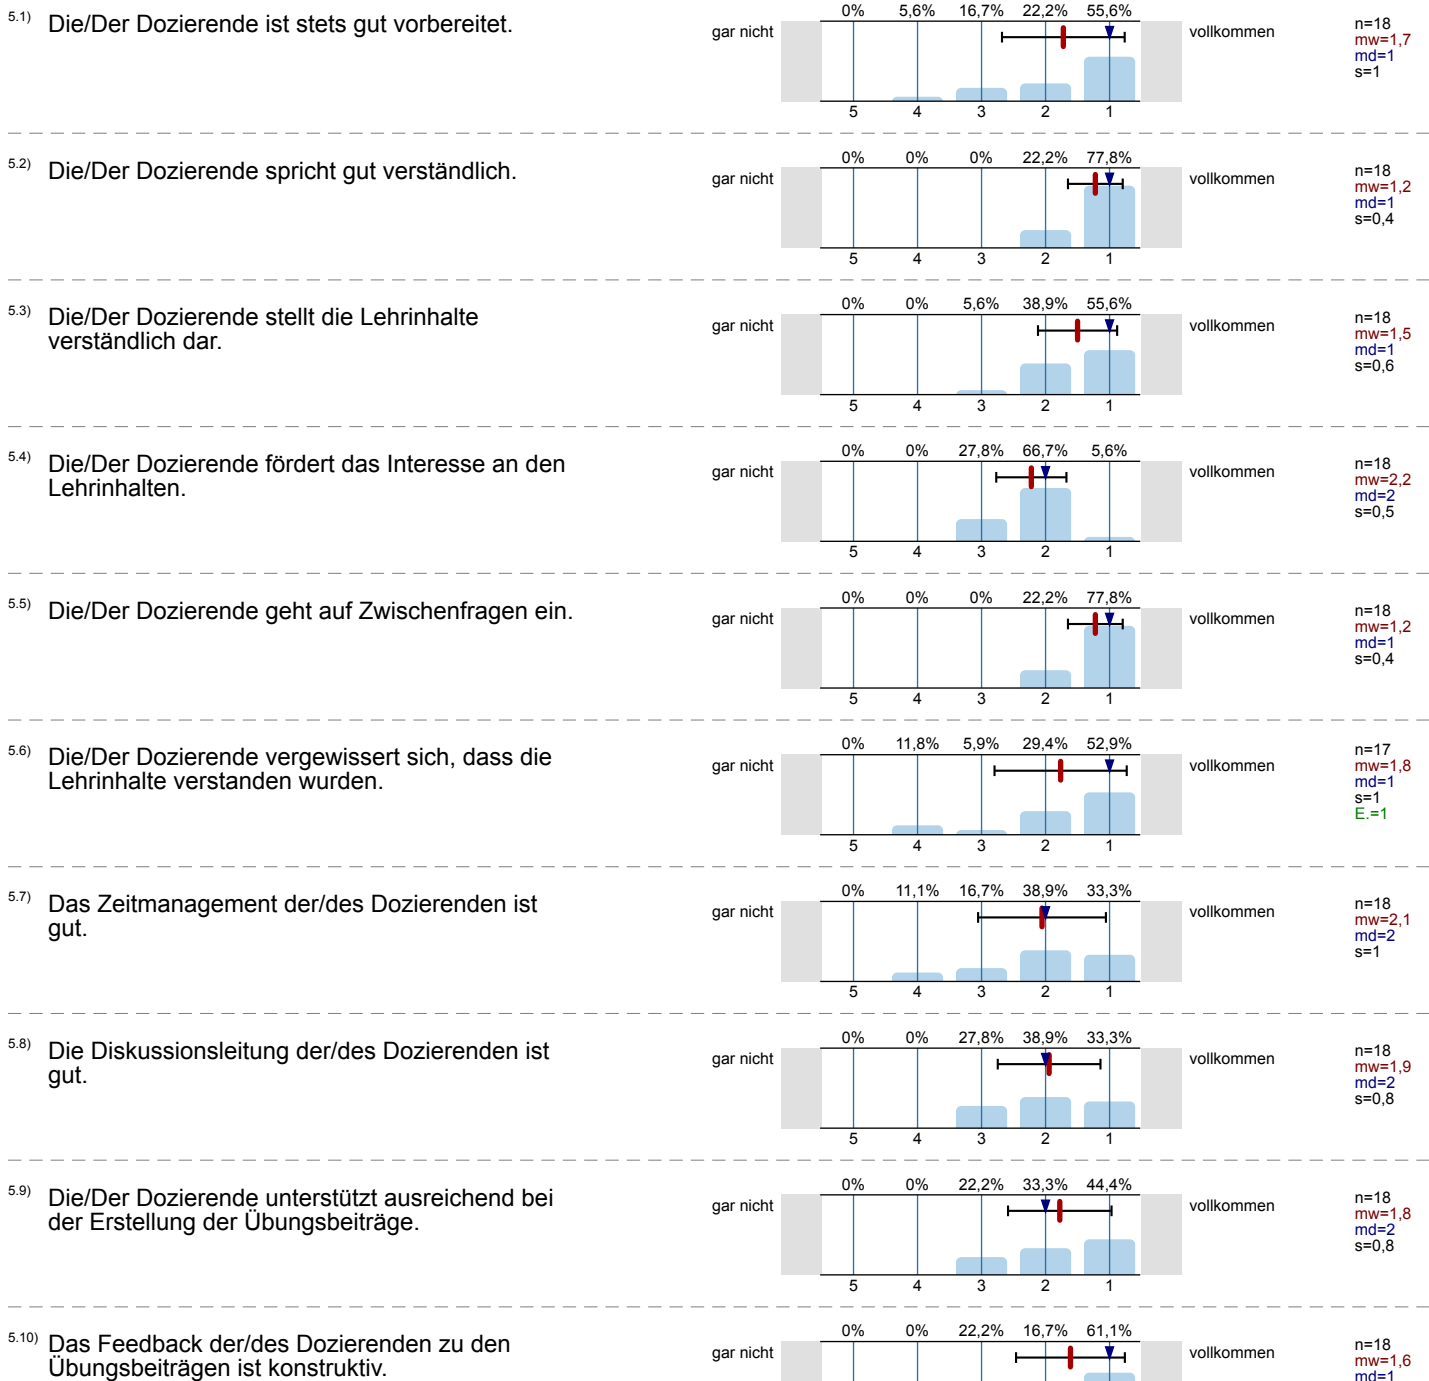 5.1) Die/Der Dozierende ist stets gut vorbereitet.
0% 5,6% 16,7% 22,2% 55,6%
gar nicht vollkommen
5 4 3 2 1
n=18
mw=1,7
md=1
s=1
5.2) Die/Der Dozierende spricht gut verständlich.
0% 0% 0% 22,2% 77,8%
gar nicht vollkommen
5 4 3 2 1
n=18
mw=1,2
md=1
s=0,4
5.3) Die/Der Dozierende stellt die Lehrinhalte
verständlich dar.
0% 0% 5,6% 38,9% 55,6%
gar nicht vollkommen
5 4 3 2 1
n=18
mw=1,5
md=1
s=0,6
5.4) Die/Der Dozierende fördert das Interesse an den
Lehrinhalten.
0% 0% 27,8% 66,7% 5,6%
gar nicht vollkommen
5 4 3 2 1
n=18
mw=2,2
md=2
s=0,5
5.5) Die/Der Dozierende geht auf Zwischenfragen ein.
0% 0% 0% 22,2% 77,8%
gar nicht vollkommen
5 4 3 2 1
n=18
mw=1,2
md=1
s=0,4
5.6) Die/Der Dozierende vergewissert sich, dass die
Lehrinhalte verstanden wurden.
0% 11,8% 5,9% 29,4% 52,9%
gar nicht vollkommen
5 4 3 2 1
n=17
mw=1,8
md=1
s=1
E.=1
5.7) Das Zeitmanagement der/des Dozierenden ist
gut.
0% 11,1% 16,7% 38,9% 33,3%
gar nicht vollkommen
5 4 3 2 1
n=18
mw=2,1
md=2
s=1
5.8) Die Diskussionsleitung der/des Dozierenden ist
gut.
0% 0% 27,8% 38,9% 33,3%
gar nicht vollkommen
5 4 3 2 1
n=18
mw=1,9
md=2
s=0,8
5.9) Die/Der Dozierende unterstützt ausreichend bei
der Erstellung der Übungsbeiträge.
0% 0% 22,2% 33,3% 44,4%
gar nicht vollkommen
5 4 3 2 1
n=18
mw=1,8
md=2
s=0,8
5.10) Das Feedback der/des Dozierenden zu den
Übungsbeiträgen ist konstruktiv.
0% 0% 22,2% 16,7% 61,1%
gar nicht vollkommen
n=18
mw=1,6
md=1